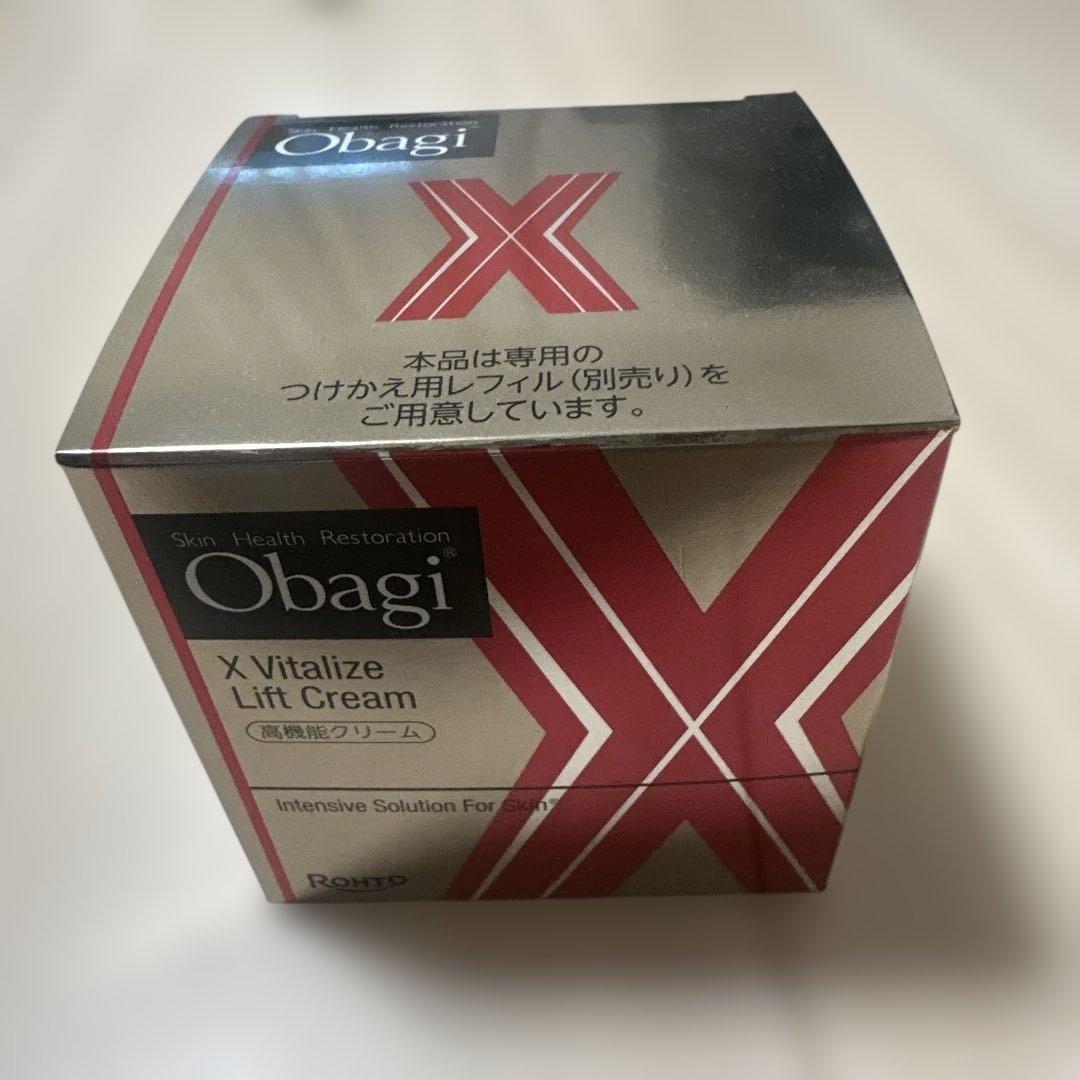 Skin Health Restoration
Obagi
X
本品は専用の
つけかえ用レフィル(別売り)を
ご用意しています。
Skin Health Restoration
Obagi®
X Vitalize
Lift Cream
高機能クリーム
Intensive Solution For Skin®
ROHTO
X